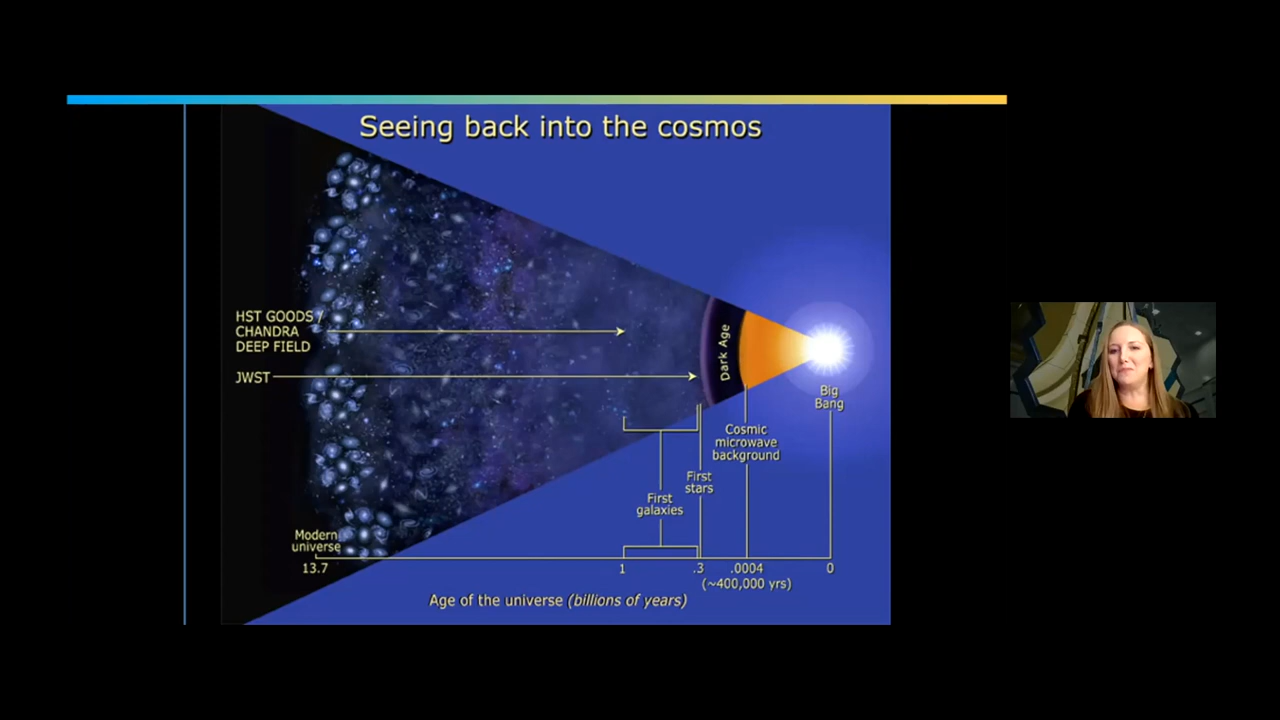 Seeing back into the cosmos
HST GOODS /
CHANDRA
DEEP FIELD
JWST
Dark Age
Big
Bang
Cosmic
microwave
background
First
stars
First
galaxies
Modern
universe
13.7
1
.3
.0004
0
(~400,000 yrs)
Age of the universe (billions of years)